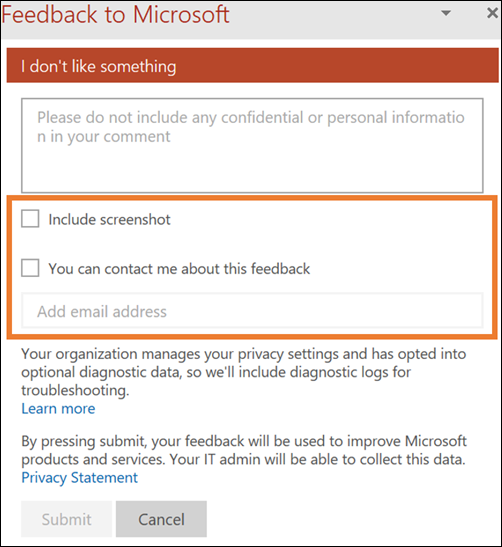 Feedback to Microsoft
I don't like something
Please do not include any confidential or personal informatio
n in your comment
Include screenshot
You can contact me about this feedback
Add email address
Your organization manages your privacy settings and has opted into
optional diagnostic data, so we'll include diagnostic logs for
troubleshooting.
Learn more
By pressing submit, your feedback will be used to improve Microsoft
products and services. Your IT admin will be able to collect this data.
Privacy Statement
Submit
Cancel